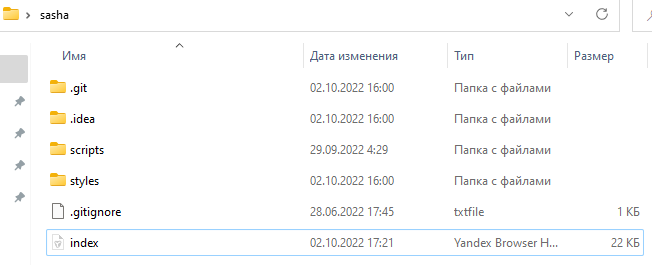 sasha
Имя Дата изменения Тип Размер
.git 02.10.2022 16:00 Папка с файлами
.idea 02.10.2022 16:00 Папка с файлами
scripts 29.09.2022 4:29 Папка с файлами
styles 02.10.2022 16:00 Папка с файлами
.gitignore 28.06.2022 17:45 txtfile 1 КБ
index 02.10.2022 17:21 Yandex Browser H... 22 КБ